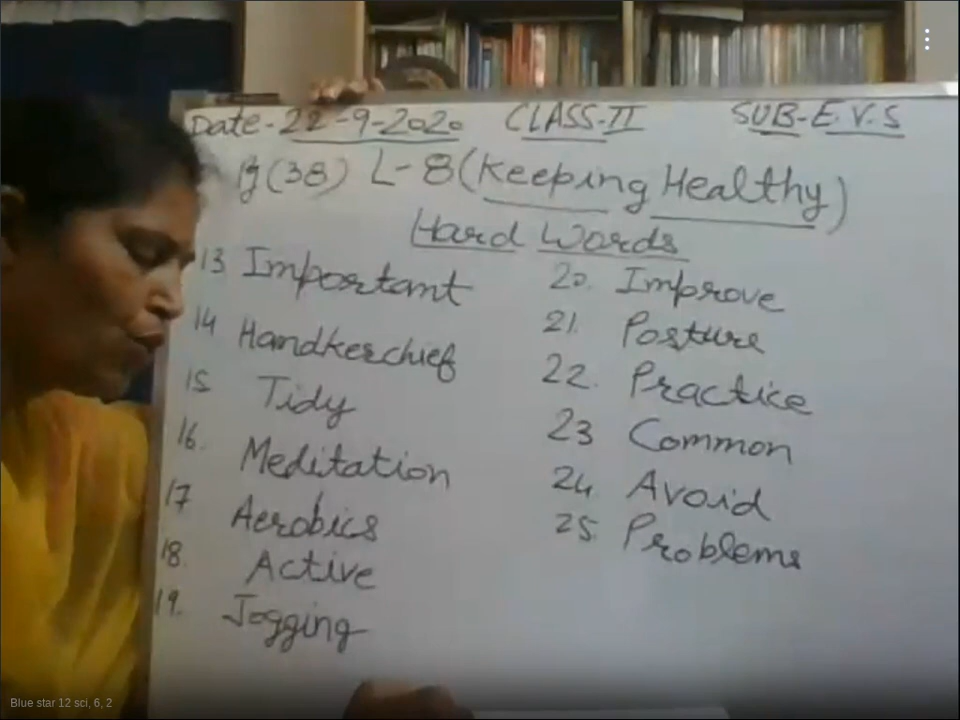 Date-22-9-2020 CLASS-II SUB-E.V.S
Pg(38) L-8(Keeping Healthy)
Hard Words
13 Important
14 Handkerchief
15 Tidy
16. Meditation
17 Aerobics
18. Active
19. Jogging
20. Improve
21. Posture
22. Practice
23 Common
24 Avoid
25. Problems
Blue star 12 sci, 6, 2